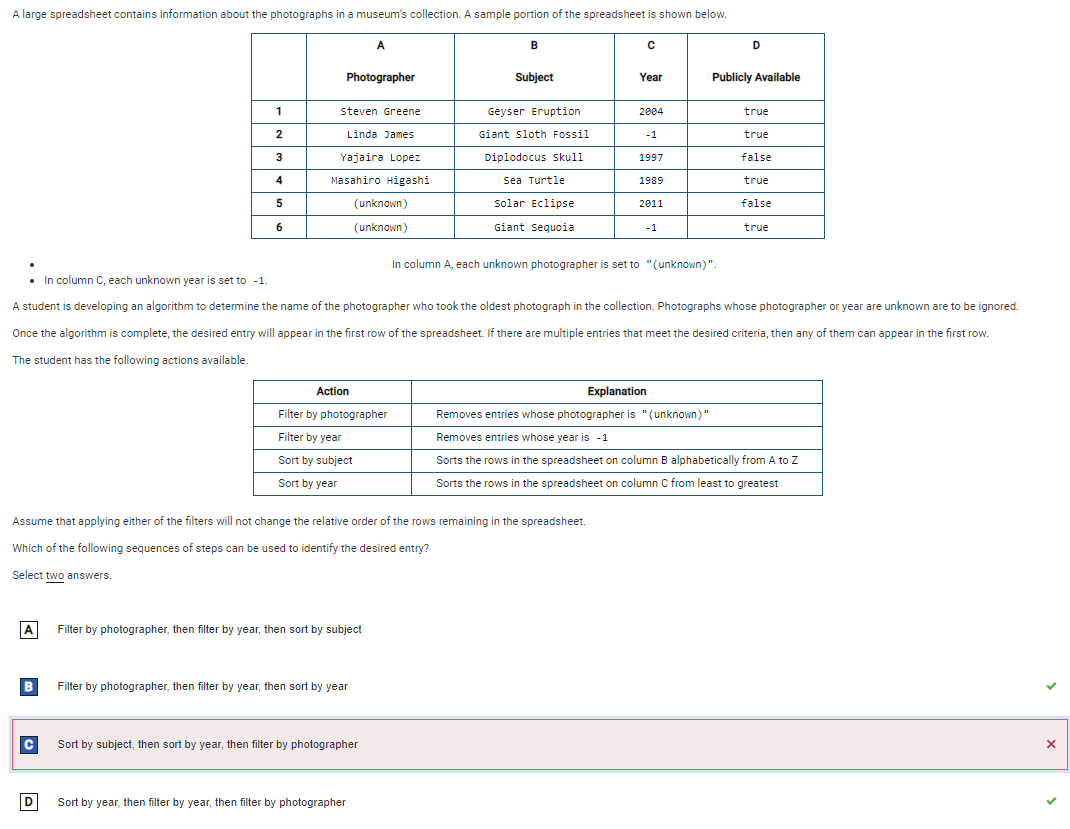 A large spreadsheet contains information about the photographs in a museum's collection. A sample portion of the spreadsheet is shown below.
A B C D
Photographer Subject Year Publicly Available
1 Steven Greene Geyser Eruption 2004 true
2 Linda James Giant Sloth Fossil -1 true
3 Yajaira Lopez Diplodocus Skull 1997 false
4 Masahiro Higashi Sea Turtle 1989 true
5 (unknown) Solar Eclipse 2011 false
6 (unknown) Giant Sequoia -1 true
• In column A, each unknown photographer is set to "(unknown)".
• In column C, each unknown year is set to -1.
A student is developing an algorithm to determine the name of the photographer who took the oldest photograph in the collection. Photographs whose photographer or year are unknown are to be ignored.
Once the algorithm is complete, the desired entry will appear in the first row of the spreadsheet. If there are multiple entries that meet the desired criteria, then any of them can appear in the first row.
The student has the following actions available.
Action Explanation
Filter by photographer Removes entries whose photographer is "(unknown)"
Filter by year Removes entries whose year is -1
Sort by subject Sorts the rows in the spreadsheet on column B alphabetically from A to Z
Sort by year Sorts the rows in the spreadsheet on column C from least to greatest
Assume that applying either of the filters will not change the relative order of the rows remaining in the spreadsheet.
Which of the following sequences of steps can be used to identify the desired entry?
Select two answers.
A Filter by photographer, then filter by year, then sort by subject
B Filter by photographer, then filter by year, then sort by year
C Sort by subject, then sort by year, then filter by photographer
D Sort by year, then filter by year, then filter by photographer